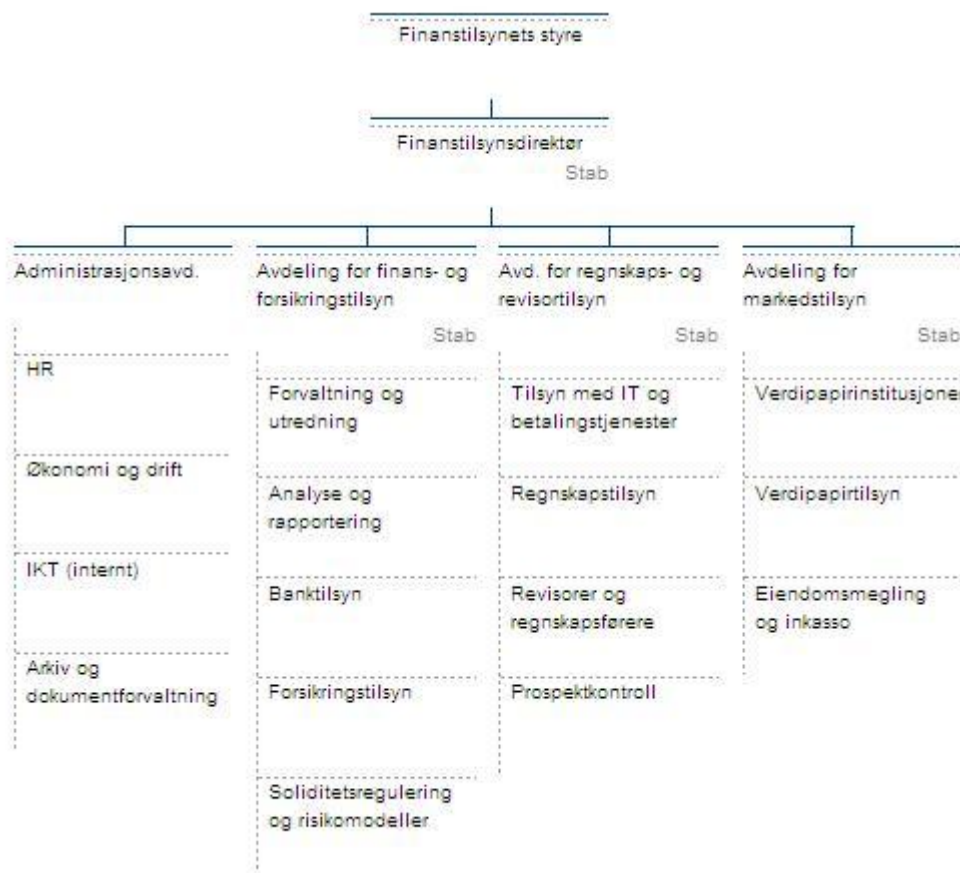 Finanstilsynets styre
Finanstilsynsdirektør
Stab
Administrasjonsavd.
HR
Økonomi og drift
IKT (internt)
Arkiv og
dokumentforvaltning
Avdeling for finans- og
forsikringstilsyn
Stab
Forvaltning og
utredning
Analyse og
rapportering
Banktilsyn
Forsikringstilsyn
Soliditetsregulering
og risikomodeller
Avd. for regnskaps- og
revisortilsyn
Stab
Tilsyn med IT og
betalingstjenester
Regnskapstilsyn
Revisorer og
regnskapsførere
Prospektkontroll
Avdeling for
markedstilsyn
Stab
Verdipapirinstitusjone
Verdipapirtilsyn
Eiendomsmegling
og inkasso